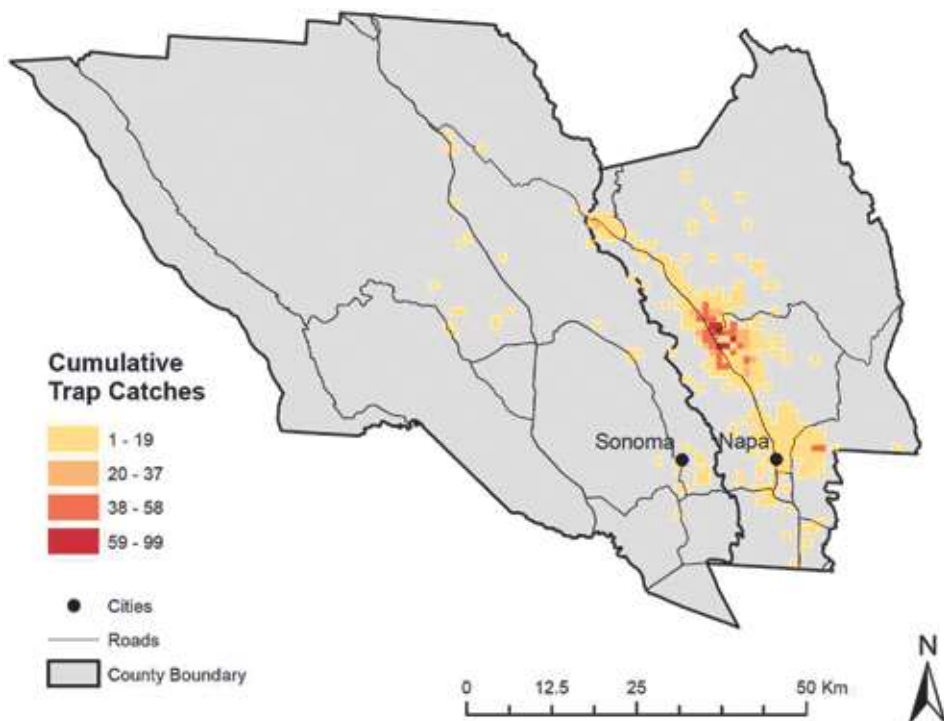 Sonoma
Napa
Cumulative
Trap Catches
1 - 19
20 - 37
38 - 58
59 - 99
Cities
Roads
County Boundary
0 12.5 25 50 Km
N